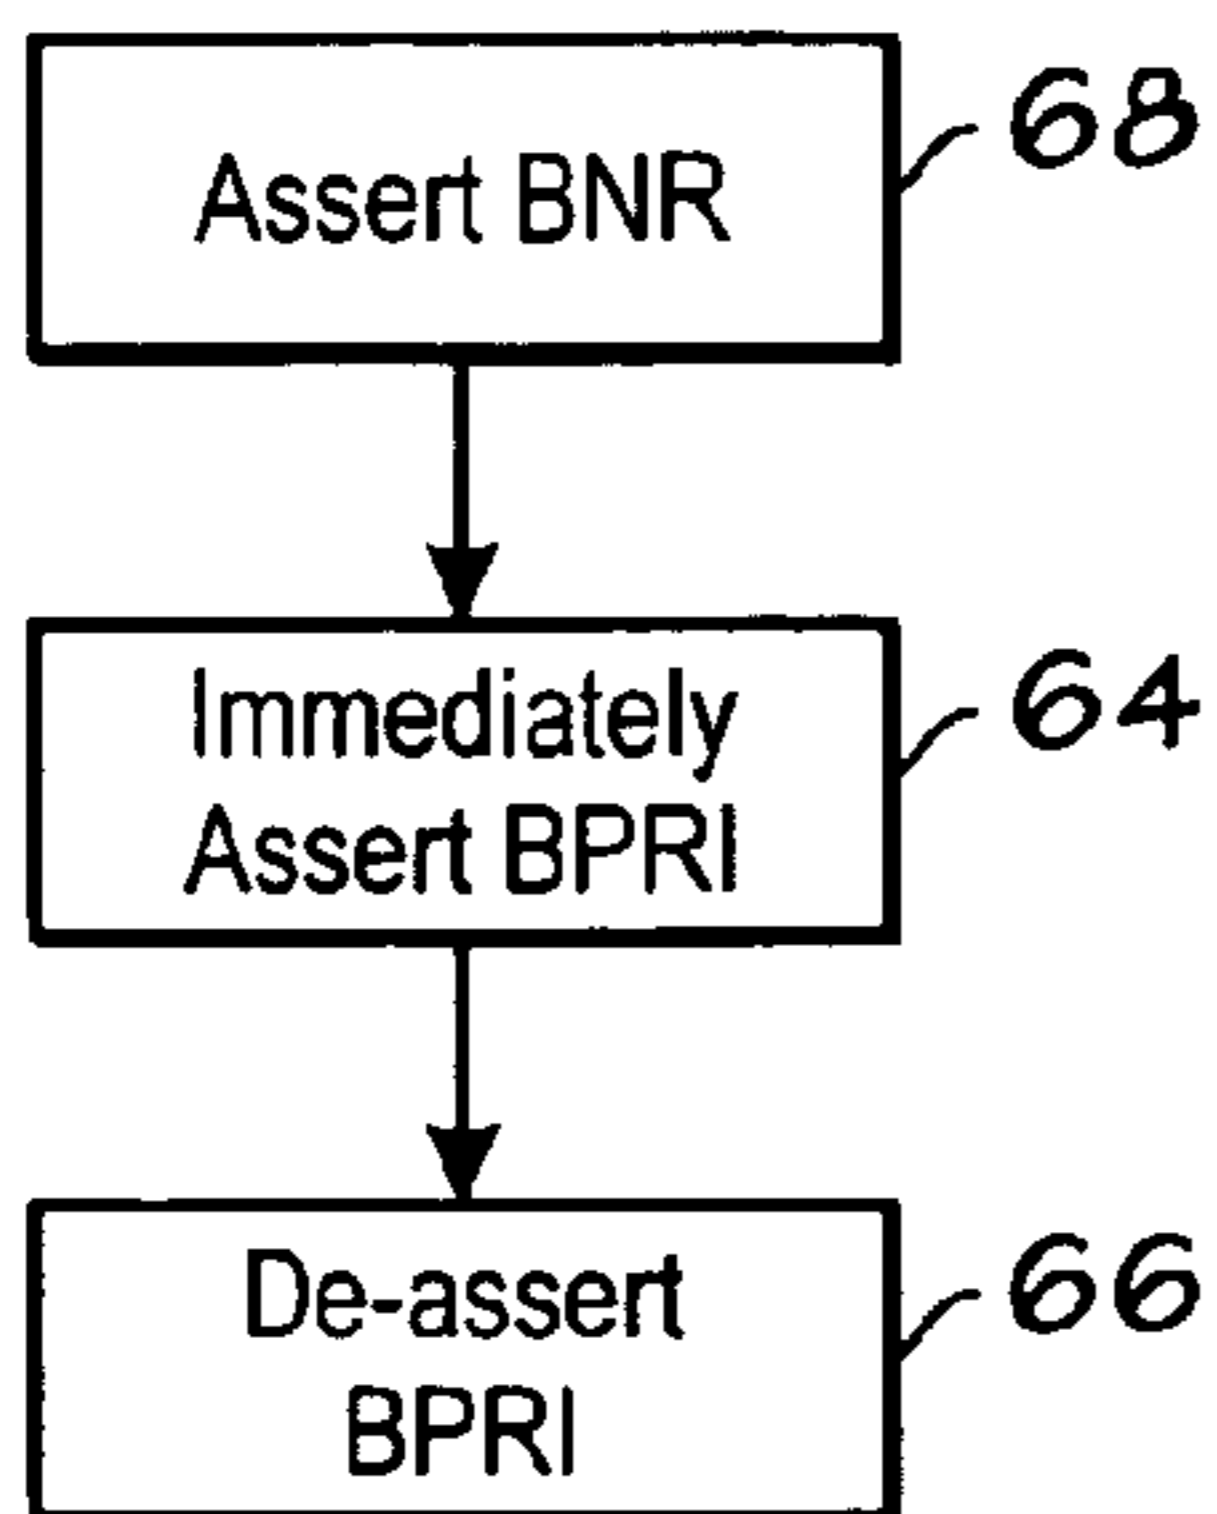 Assert BNR
68
Immediately
Assert BPRI
64
De-assert
BPRI
66